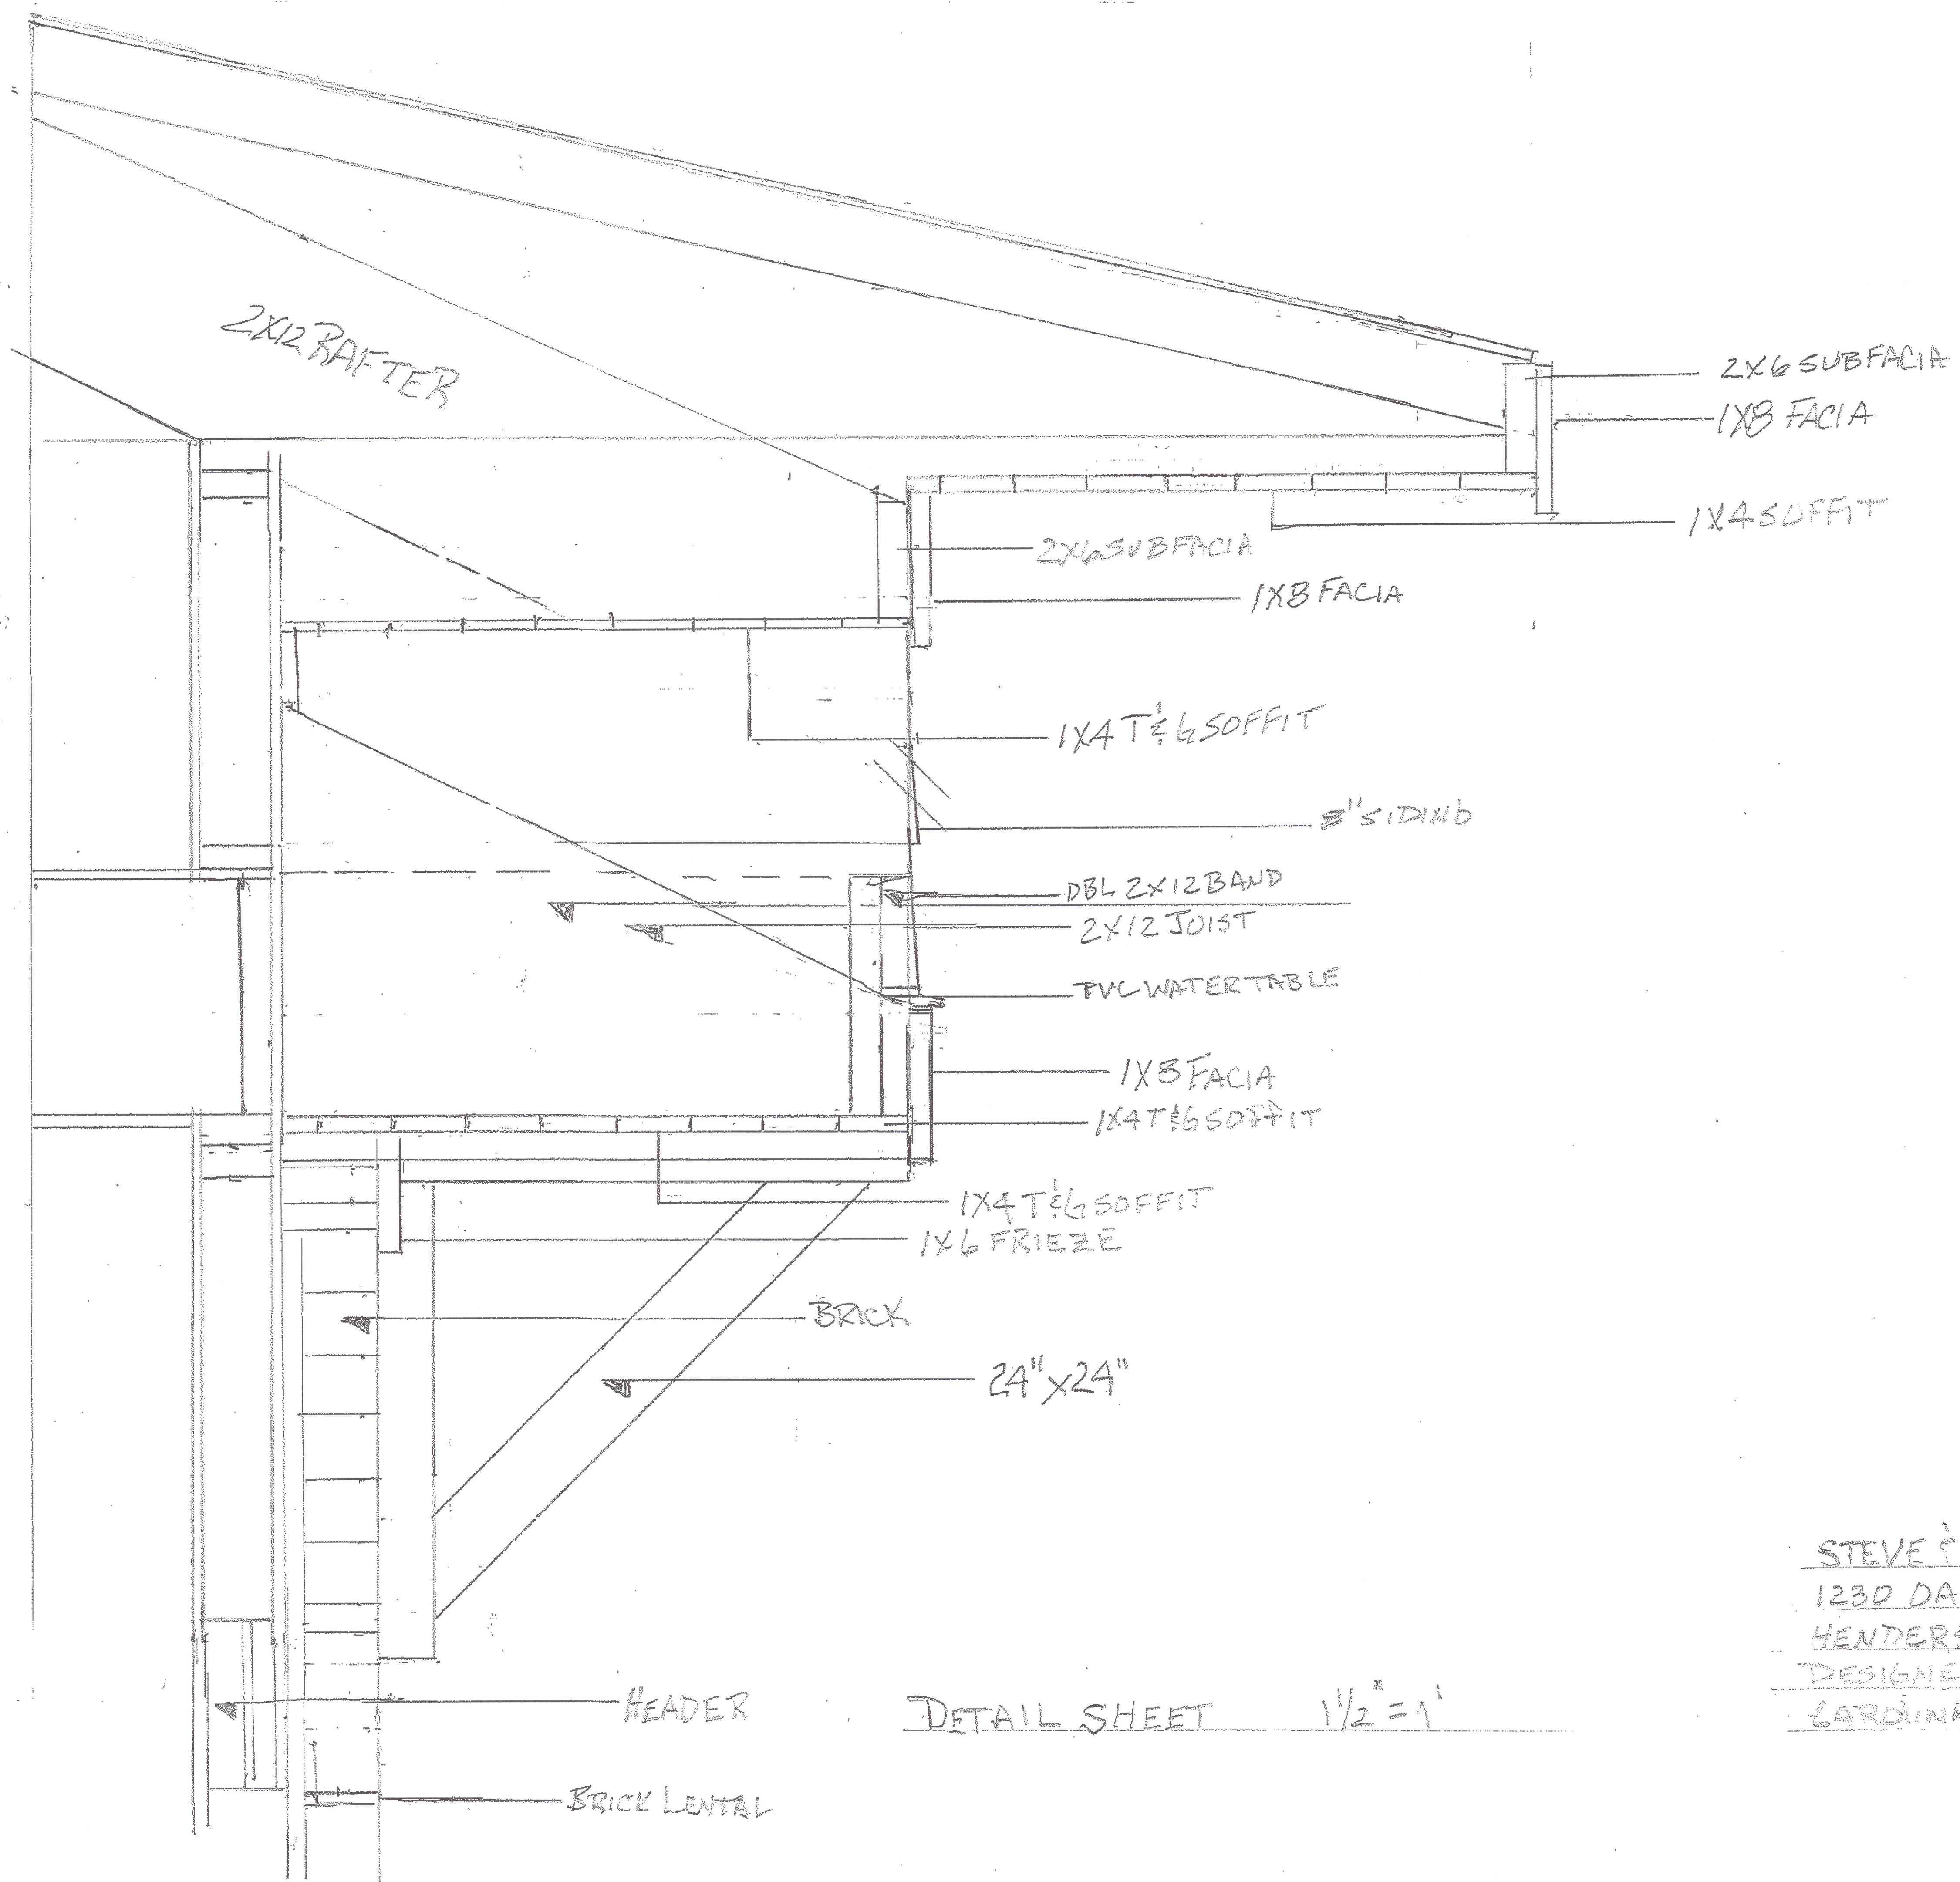 2X12 RAFTER
2X6 SUBFACIA
1X8 FACIA
1X4 SOFFIT
2X6 SUBFACIA
1X8 FACIA
1X4 T&G SOFFIT
8" SIDING
DBL 2X12 BAND
2X12 JOIST
PVC WATERTABLE
1X8 FACIA
1X4 T&G SOFFIT
1X4 T&G SOFFIT
1X6 FRIEZE
BRICK
24" X 24"
HEADER
DETAIL SHEET 1 1/2" = 1'
BRICK LENTAL
STEVE &
1230 DA
HENDERS
DESIGNE
CAROLINA